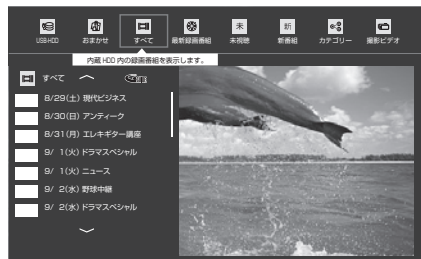 未
新
USB-HDD
おまかせ
すべて
最新録画番組
未視聴
新番組
カテゴリー
撮影ビデオ
内蔵 HDD 内の録画番組を表示します。
すべて
8/29(土) 現代ビジネス
8/30(日) アンティーク
8/31(月) エレキギター講座
9/ 1(火) ドラマスペシャル
9/ 1(火) ニュース
9/ 2(水) 野球中継
9/ 2(水) ドラマスペシャル